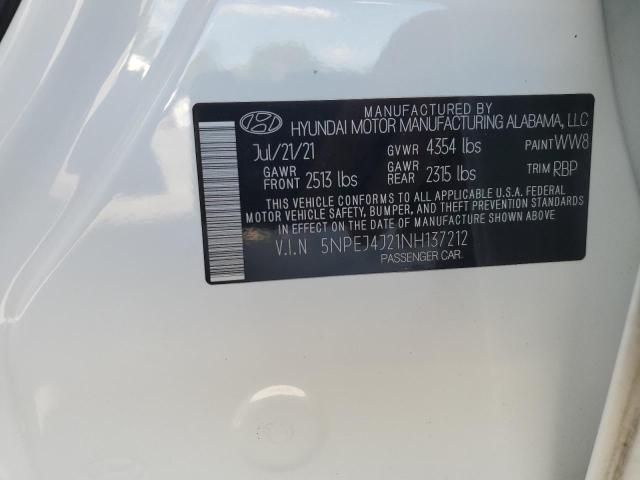 MANUFACTURED BY
HYUNDAI MOTOR MANUFACTURING ALABAMA, LLC
Jul/21/21 GVWR 4354 lbs PAINT WW8
GAWR FRONT 2513 lbs GAWR REAR 2315 lbs TRIM RBP
THIS VEHICLE CONFORMS TO ALL APPLICABLE U.S.A. FEDERAL
MOTOR VEHICLE SAFETY, BUMPER, AND THEFT PREVENTION
STANDARDS IN EFFECT ON THE DATE OF MANUFACTURE SHOWN ABOVE.
V.I.N 5NPEJ4J21NH137212
PASSENGER CAR